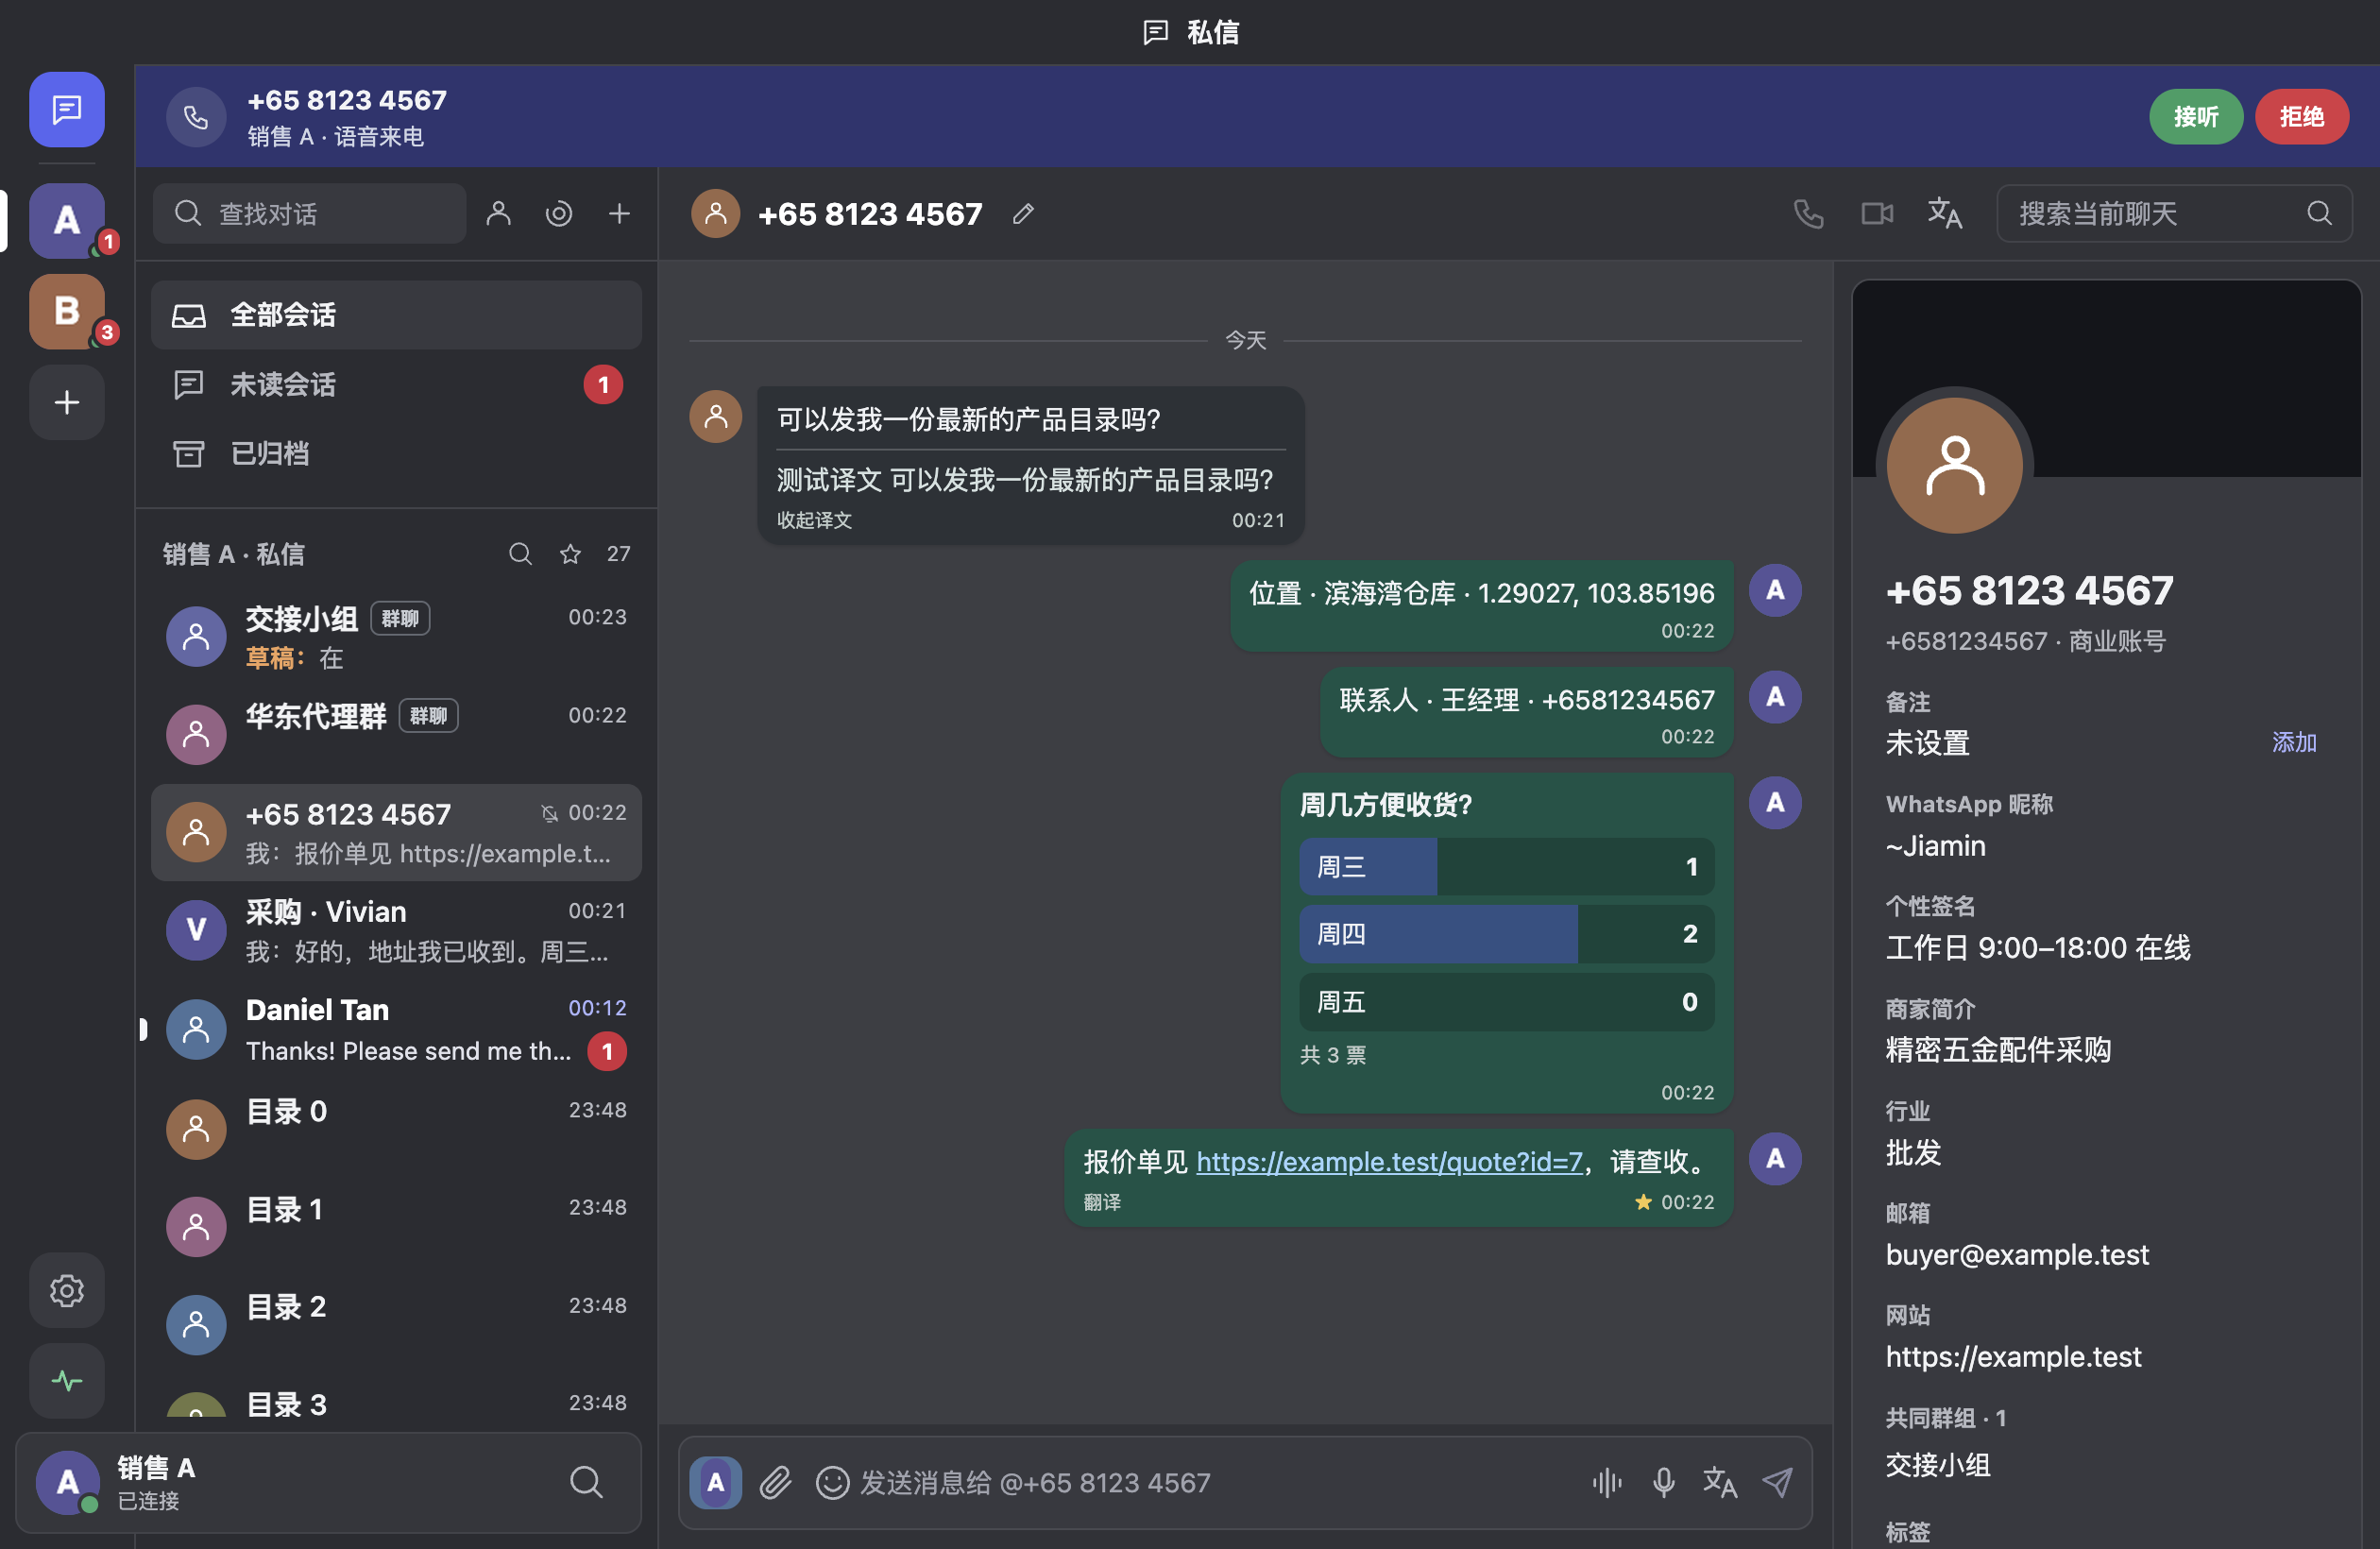 私信
+65 8123 4567
销售 A · 语音来电
接听
拒绝
A
1
B
3
查找对话
全部会话
未读会话
1
已归档
销售 A · 私信
27
交接小组 群聊 00:23
草稿： 在
华东代理群 群聊 00:22
+65 8123 4567 00:22
我：报价单见 https://example.t...
V
采购 · Vivian 00:21
我：好的，地址我已收到。周三...
Daniel Tan 00:12
Thanks! Please send me th... 1
目录 0 23:48
目录 1 23:48
目录 2 23:48
目录 3 23:48
A
销售 A
已连接
+65 8123 4567
搜索当前聊天
今天
可以发我一份最新的产品目录吗?
测试译文 可以发我一份最新的产品目录吗?
收起译文 00:21
位置 · 滨海湾仓库 · 1.29027, 103.85196
00:22
A
联系人 · 王经理 · +6581234567
00:22
A
周几方便收货?
周三 1
周四 2
周五 0
共 3 票
00:22
A
报价单见 https://example.test/quote?id=7，请查收。
翻译 00:22
A
A
发送消息给 @+65 8123 4567
+65 8123 4567
+6581234567 · 商业账号
备注
未设置 添加
WhatsApp 昵称
~Jiamin
个性签名
工作日 9:00–18:00 在线
商家简介
精密五金配件采购
行业
批发
邮箱
buyer@example.test
网站
https://example.test
共同群组 · 1
交接小组
标签